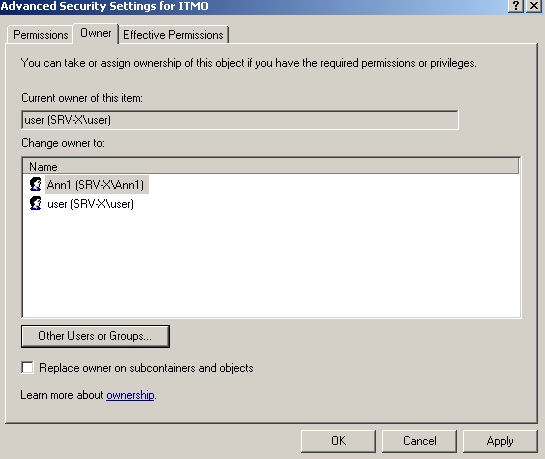 Advanced Security Settings for ITMO
Permissions Owner Effective Permissions
You can take or assign ownership of this object if you have the required permissions or privileges.
Current owner of this item:
user (SRV-X\user)
Change owner to:
Name
Ann1 (SRV-X\Ann1)
user (SRV-X\user)
Other Users or Groups...
Replace owner on subcontainers and objects
Learn more about ownership.
OK Cancel Apply